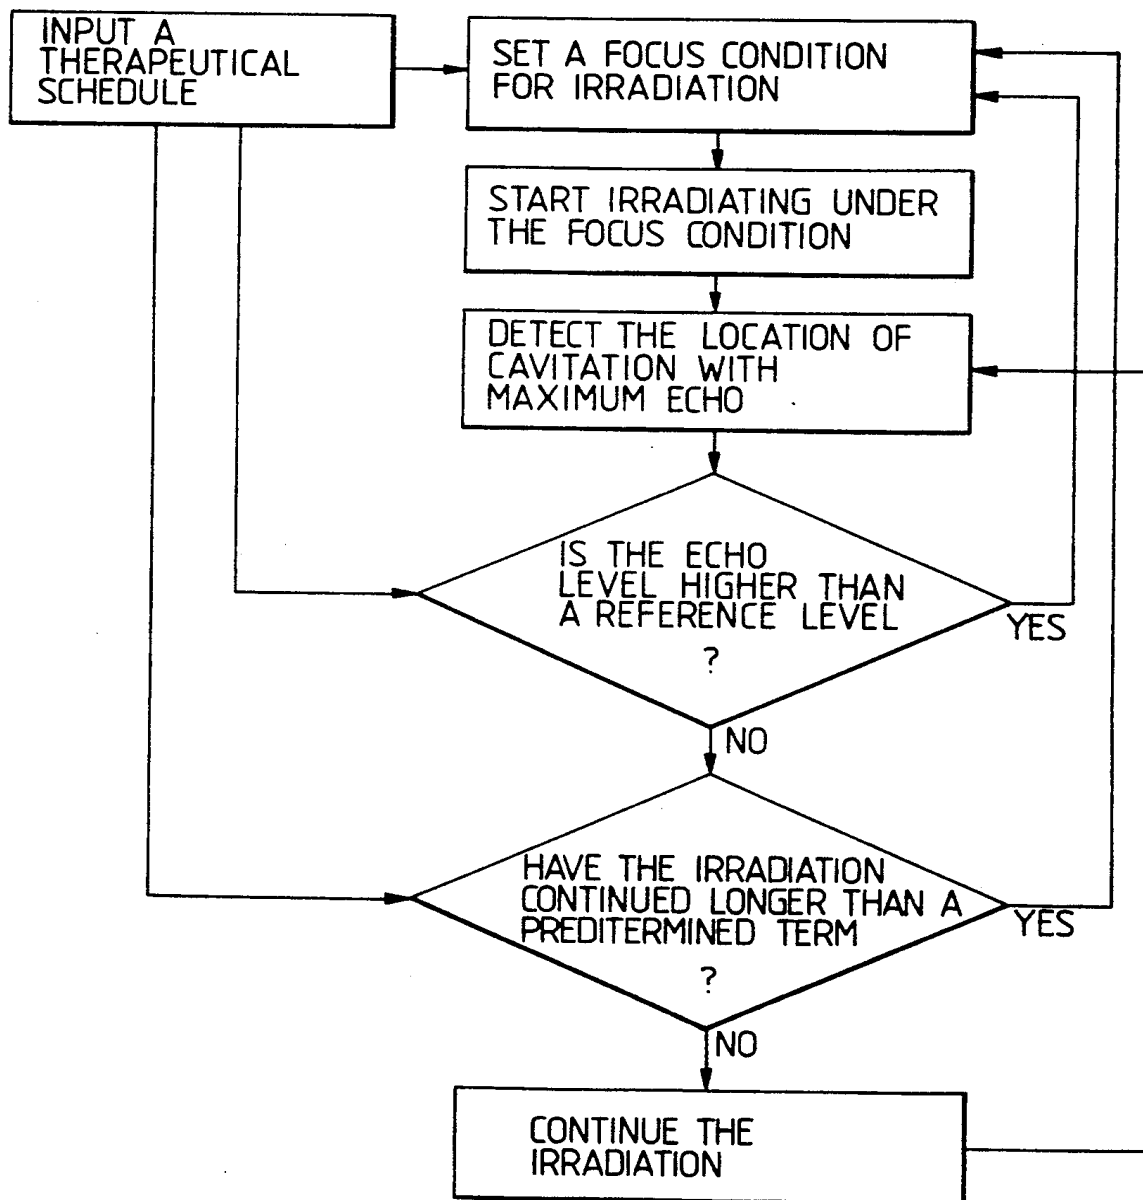 INPUT A
THERAPEUTICAL
SCHEDULE
SET A FOCUS CONDITION
FOR IRRADIATION
START IRRADIATING UNDER
THE FOCUS CONDITION
DETECT THE LOCATION OF
CAVITATION WITH
MAXIMUM ECHO
IS THE ECHO
LEVEL HIGHER THAN
A REFERENCE LEVEL
?
YES
NO
HAVE THE IRRADIATION
CONTINUED LONGER THAN A
PREDITERMINED TERM
?
YES
NO
CONTINUE THE
IRRADIATION